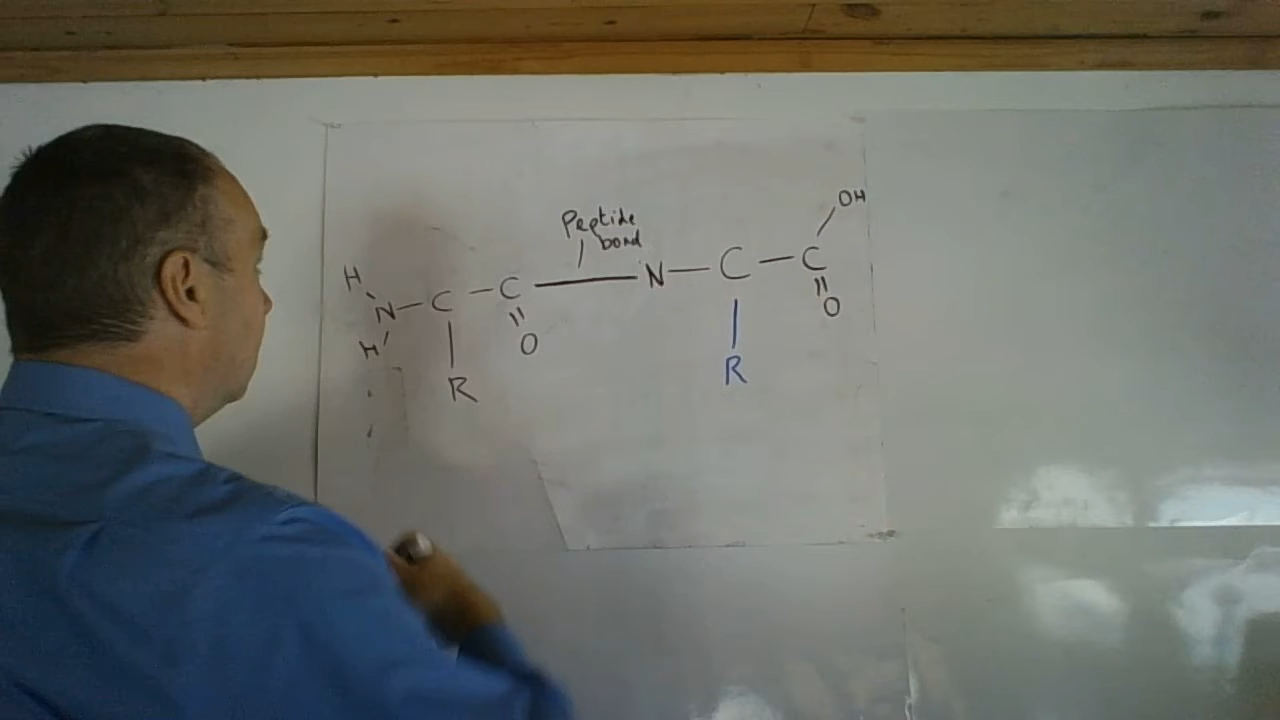 Peptide
bond
OH
H
N – C – C — N — C – C
H
O
O
R
R